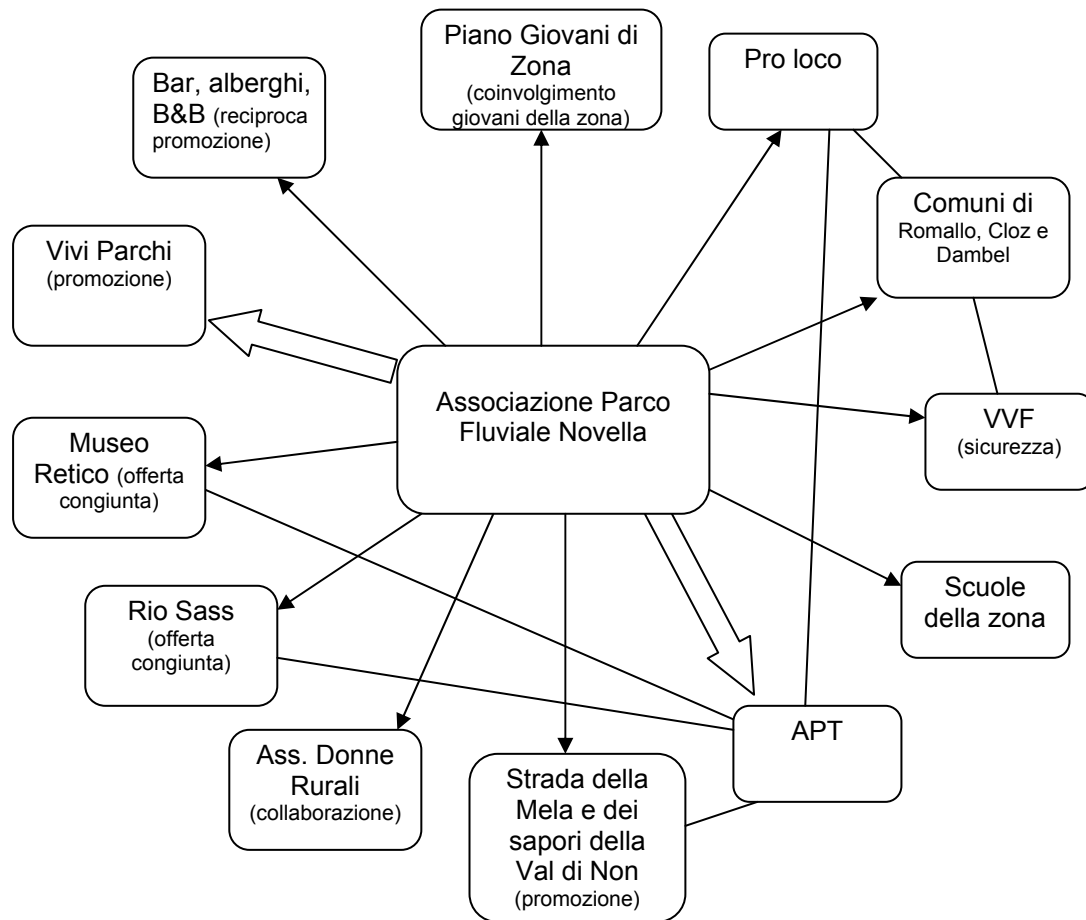 Piano Giovani di
Zona
(coinvolgimento
giovani della zona)
Pro loco
Bar, alberghi,
B&B (reciproca
promozione)
Comuni di
Romallo, Cloz e
Dambel
Vivi Parchi
(promozione)
Associazione Parco
Fluviale Novella
VVF
(sicurezza)
Museo
Retico (offerta
congiunta)
Scuole
della zona
Rio Sass
(offerta
congiunta)
APT
Ass. Donne
Rurali
(collaborazione)
Strada della
Mela e dei
sapori della
Val di Non
(promozione)